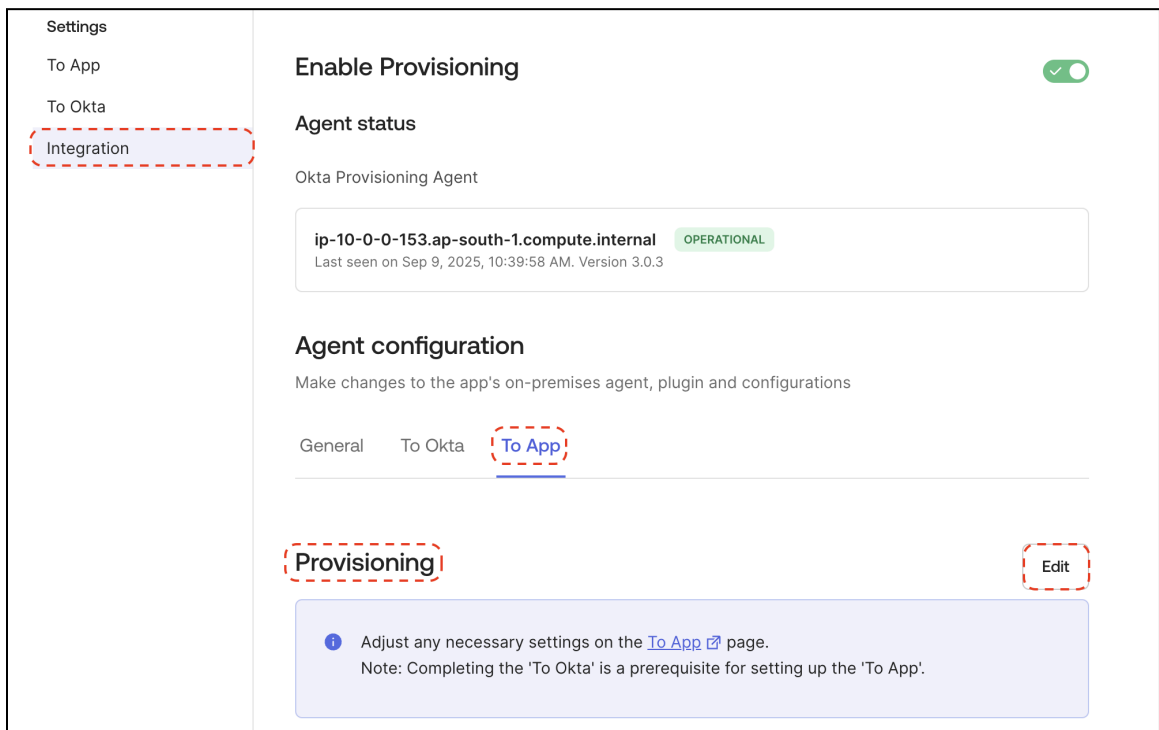 Settings
To App
To Okta
Integration
Enable Provisioning
Agent status
Okta Provisioning Agent
ip-10-0-0-153.ap-south-1.compute.internal OPERATIONAL
Last seen on Sep 9, 2025, 10:39:58 AM. Version 3.0.3
Agent configuration
Make changes to the app's on-premises agent, plugin and configurations
General To Okta To App
Provisioning Edit
Adjust any necessary settings on the To App page.
Note: Completing the 'To Okta' is a prerequisite for setting up the 'To App'.